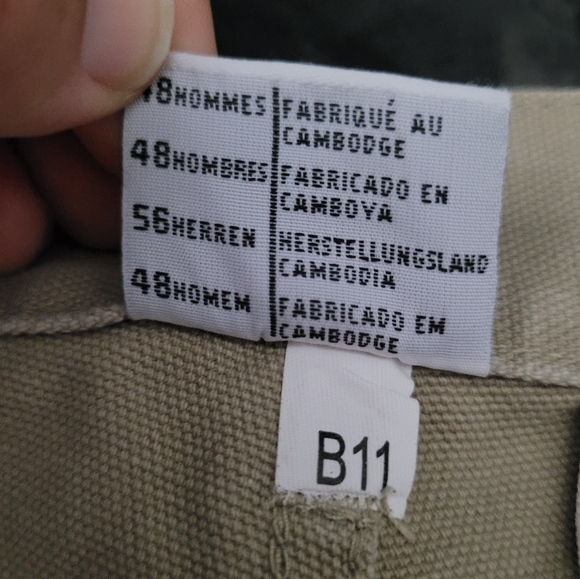 48HOMMES
FABRIQUÉ AU
CAMBODGE
48HOMBRES
FABRICADO EN
CAMBOYA
56HERREN
HERSTELLUNGSLAND
CAMBODIA
48HOMEM
FABRICADO EM
CAMBODGE
B11